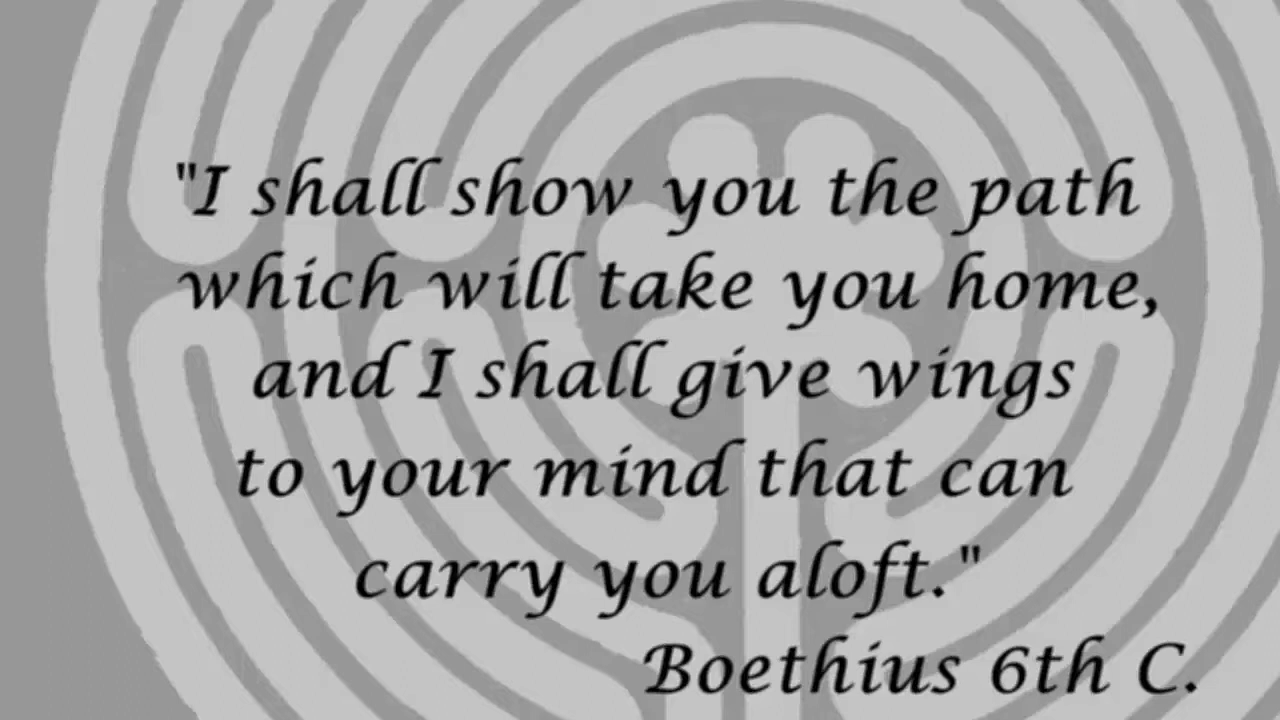 "I shall show you the path
which will take you home,
and I shall give wings
to your mind that can
carry you aloft."
Boethius 6th C.